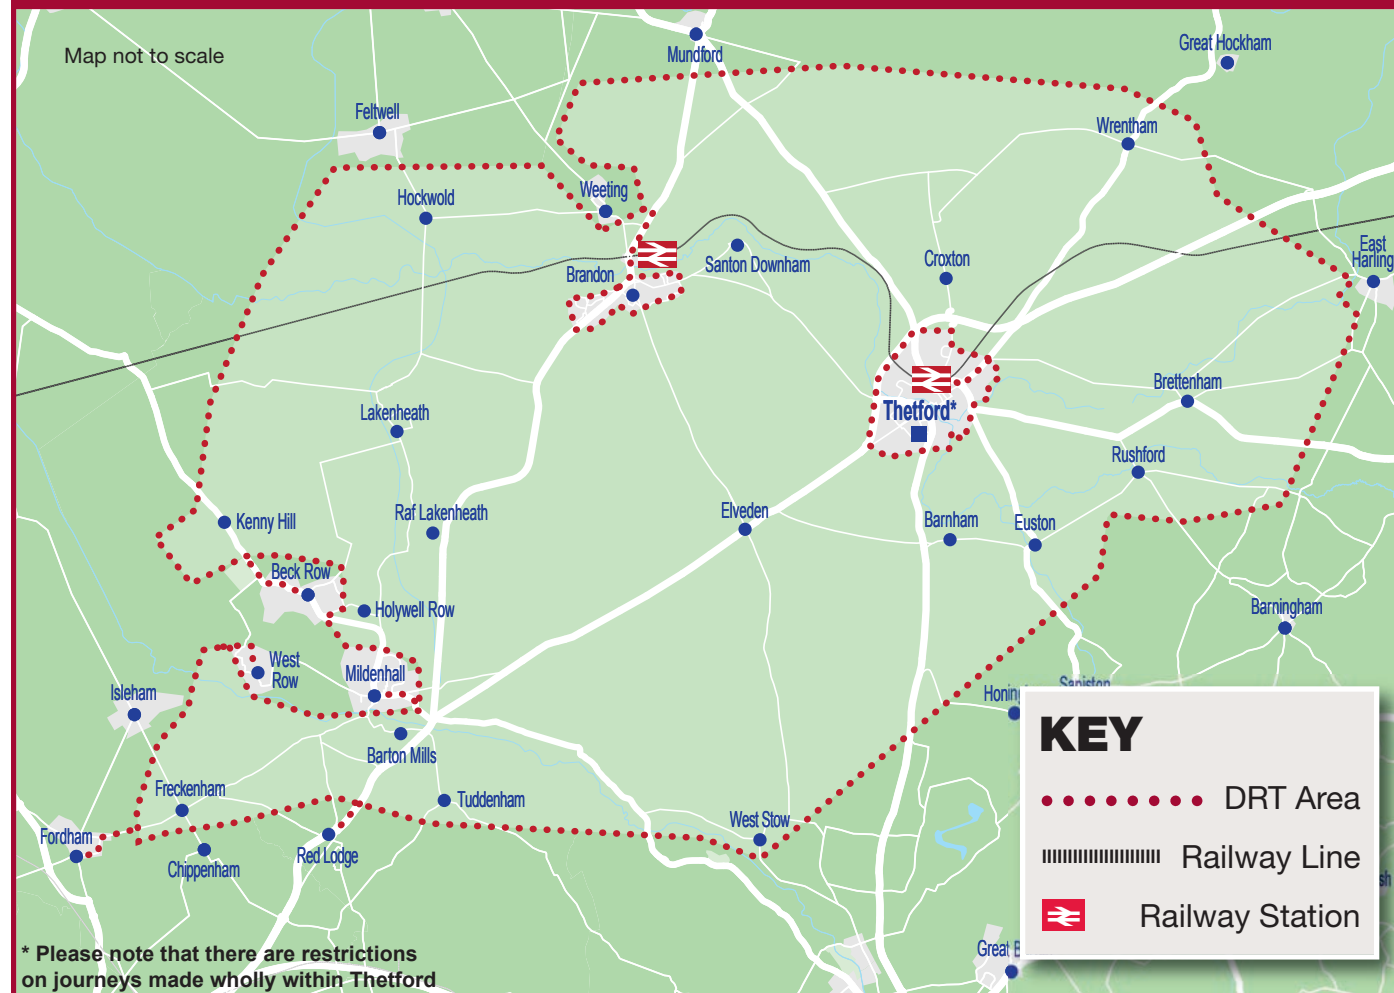 Map not to scale
Mundford
Great Hockham
Feltwell
Wrentham
Weeting
Hockwold
East
Harling
Santon Downham
Croxton
Brandon
Brettenham
Lakenheath
Thetford*
Rushford
Kenny Hill
Raf Lakenheath
Elveden
Barnham
Euston
Beck Row
Holywell Row
Barningham
West
Row
Mildenhall
Isleham
Sapiston
Barton Mills
Freckenham
Tuddenham
West Stow
Fordham
Chippenham
Red Lodge
Great
KEY
DRT Area
Railway Line
Railway Station
* Please note that there are restrictions
on journeys made wholly within Thetford